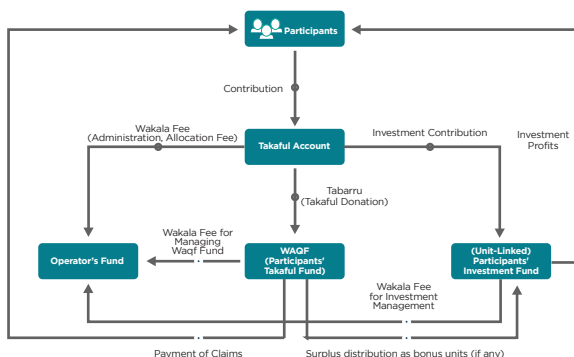 Participants
Contribution
Wakala Fee
(Administration, Allocation Fee)
Investment Contribution
Investment
Profits
Takaful Account
Tabarru
(Takaful Donation)
Wakala Fee for
Managing
Waqf Fund
Operator's Fund
WAQF
(Participants'
Takaful Fund)
(Unit-Linked)
Participants'
Investment Fund
Wakala Fee
for Investment
Management
Payment of Claims
Surplus distribution as bonus units (if any)